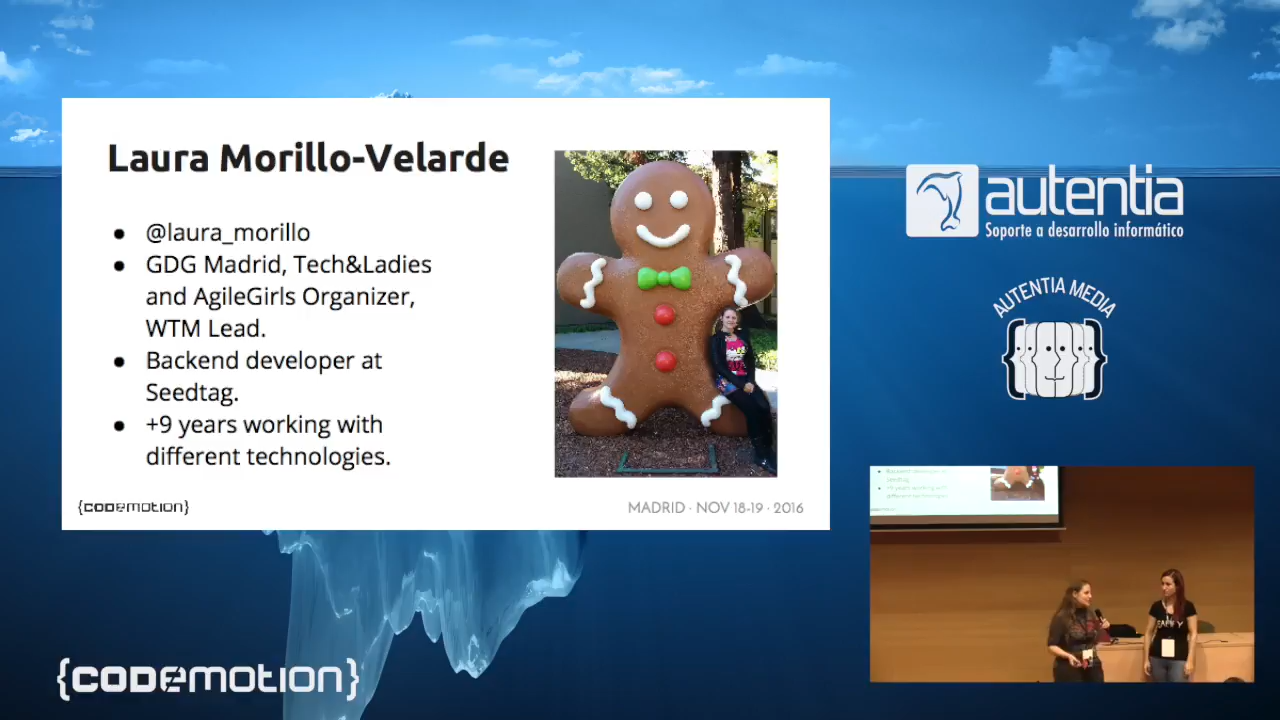 Laura Morillo-Velarde
● @laura_morillo
● GDG Madrid, Tech&Ladies
and AgileGirls Organizer,
WTM Lead.
● Backend developer at
Seedtag.
● +9 years working with
different technologies.
{codemotion}
MADRID · NOV 18-19 · 2016
autentia
Soporte a desarrollo informático
AUTENTIA MEDIA
{codemotion}